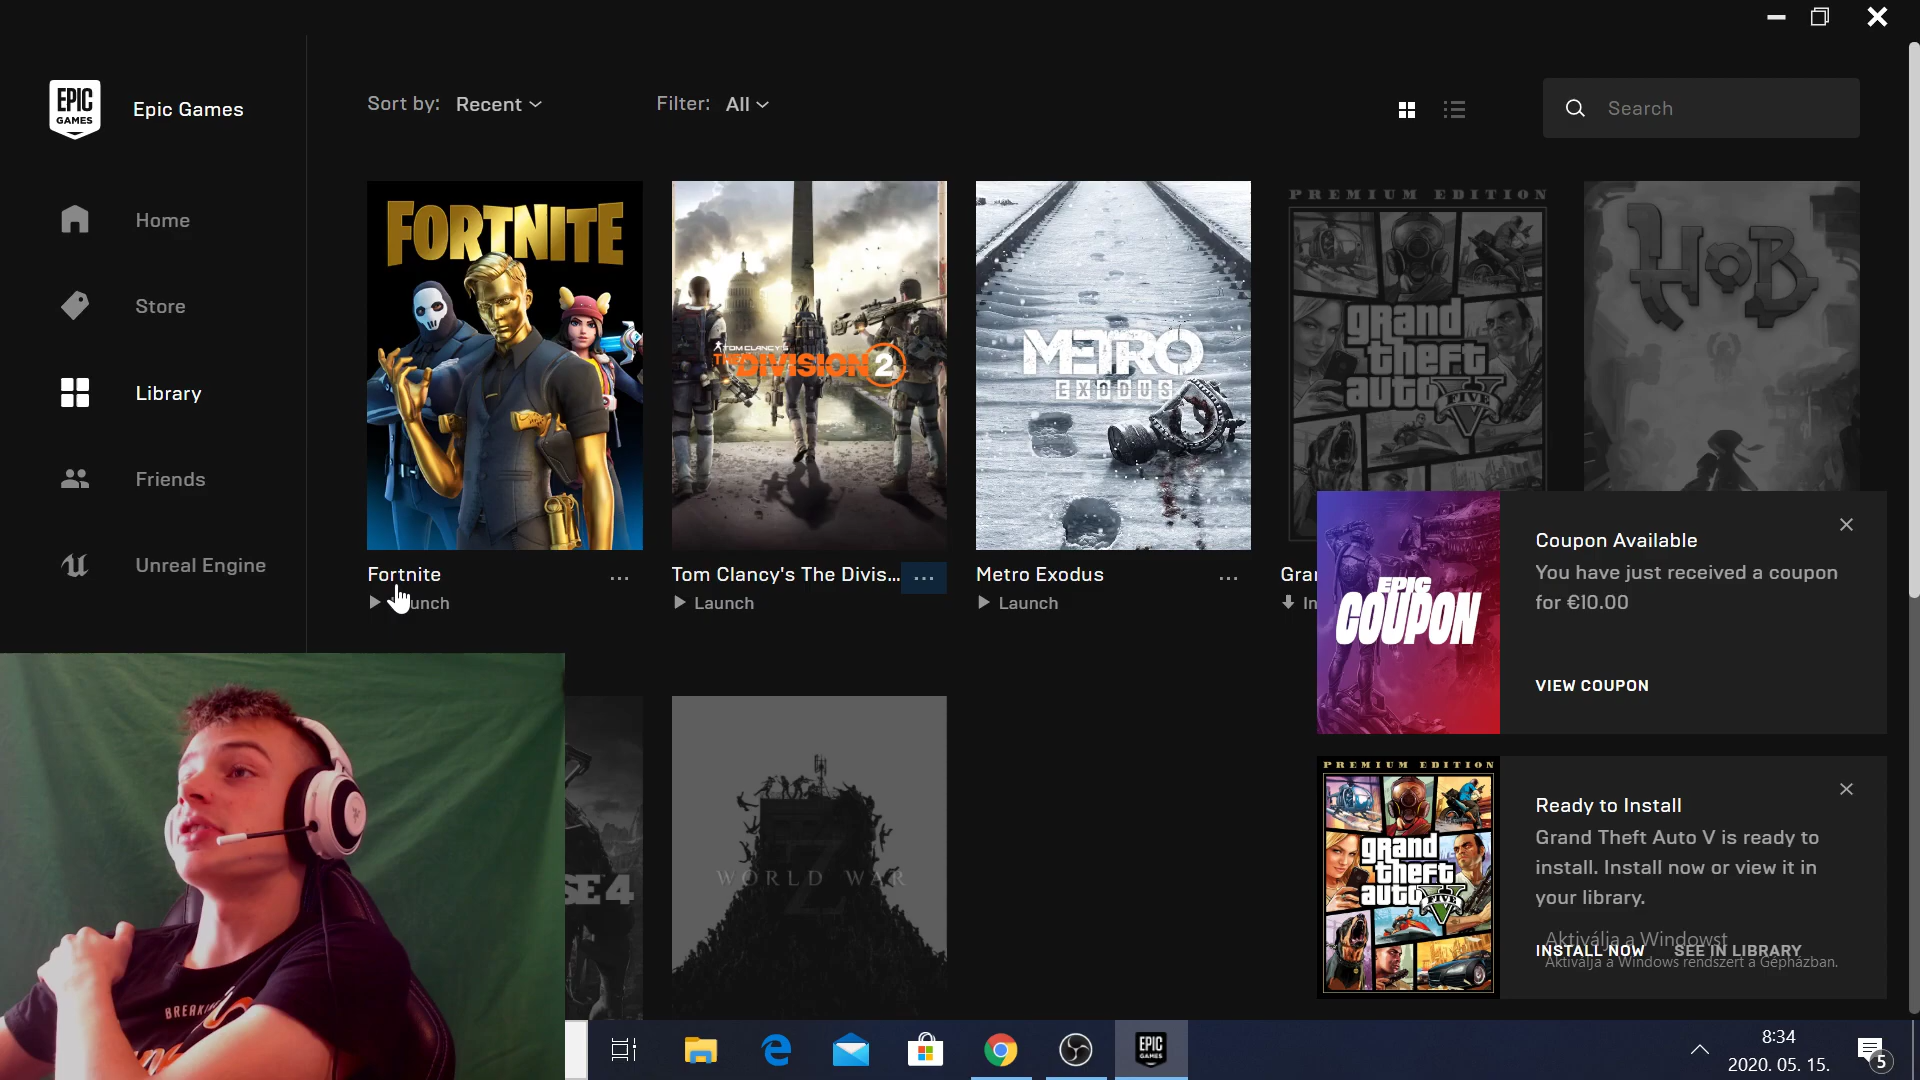 EPIC
GAMES
Epic Games
Sort by: Recent
Filter: All
Search
Home
Store
Library
Friends
Unreal Engine
FORTNITE
TOM CLANCY'S
THE DIVISION 2
METRO
EXODUS
PREMIUM EDITION
grand
theft
auto
FIVE
HOB
Fortnite
...
Tom Clancy's The Divis...
...
Metro Exodus
...
Launch
Launch
EPIC
COUPON
Coupon Available
You have just received a coupon
for €10.00
VIEW COUPON
SE 4
WORLD WAR
Z
PREMIUM EDITION
grand
theft
auto
FIVE
Ready to Install
Grand Theft Auto V is ready to
install. Install now or view it in
your library.
INSTALL NOW
SEE IN LIBRARY
Aktiválja a Windowst
Aktiválja a Windows rendszert a Gépházban.
EPIC
GAMES
8:34
2020. 05. 15.
5